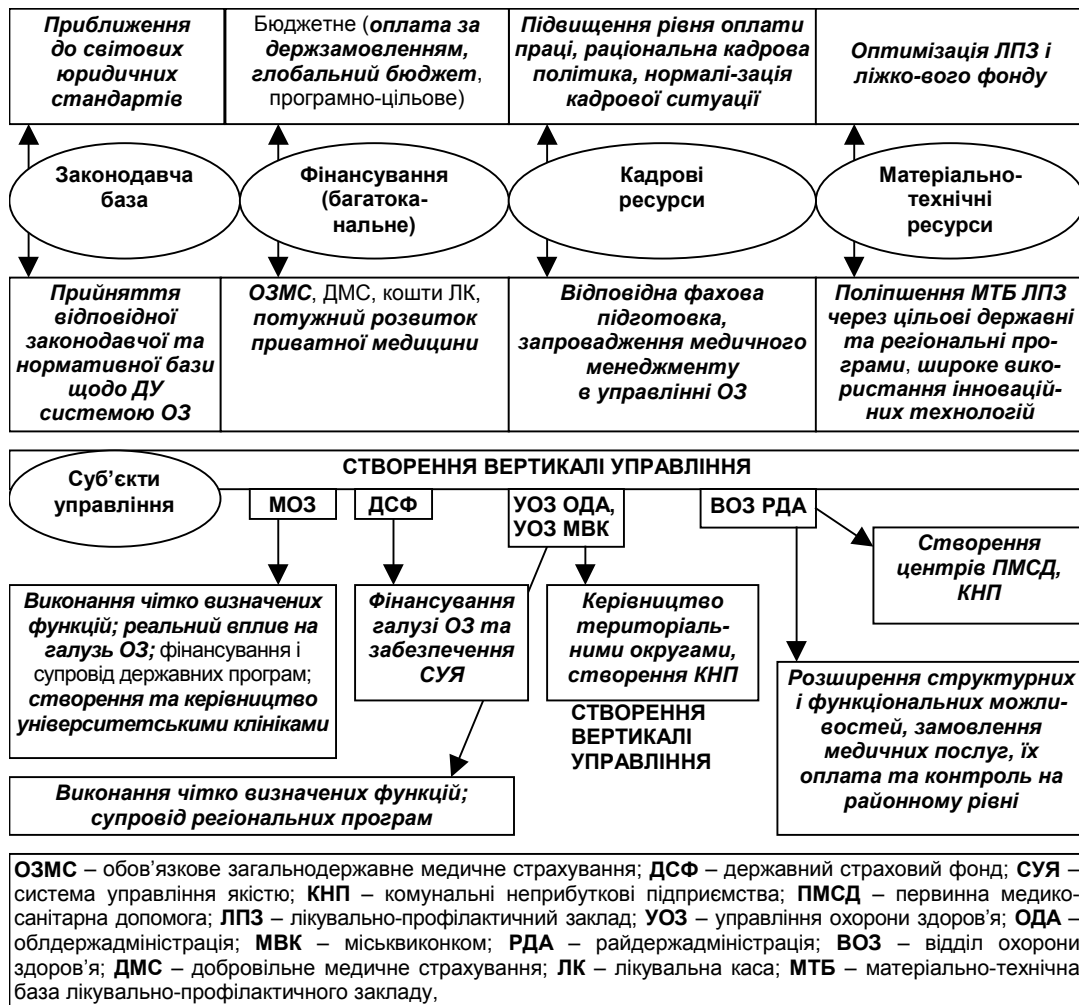 Приближення
до світових
юридичних
стандартів
Бюджетне (оплата за
держзамовленням,
глобальний бюджет,
програмно-цільове)
Підвищення рівня оплати
праці, раціональна кадрова
політика, нормалі-зація
кадрової ситуації
Оптимізація ЛПЗ і
ліжко-вого фонду
Законодавча
база
Фінансування
(багатока-
нальне)
Кадрові
ресурси
Матеріально-
технічні
ресурси
Прийняття
відповідної
законодавчої та
нормативної бази
щодо ДУ
системою ОЗ
ОЗМС, ДМС, кошти ЛК,
потужний розвиток
приватної медицини
Відповідна фахова
підготовка,
запровадження медичного
менеджменту
в управлінні ОЗ
Поліпшення МТБ ЛПЗ
через цільові державні
та регіональні про-
грами, широке вико-
ристання інновацій-
них технологій
Суб’єкти
управління
СТВОРЕННЯ ВЕРТИКАЛІ УПРАВЛІННЯ
МОЗ
ДСФ
УОЗ ОДА,
УОЗ МВК
ВОЗ РДА
Створення
центрів ПМСД,
КНП
Виконання чітко визначених
функцій; реальний вплив на
галузь ОЗ; фінансування і
супровід державних програм;
створення та керівництво
університетськими клініками
Фінансування
галузі ОЗ та
забезпечення
СУЯ
Керівництво
територіаль-
ними округами,
створення КНП
СТВОРЕННЯ
ВЕРТИКАЛІ
УПРАВЛІННЯ
Розширення структурних
і функціональних можли-
востей, замовлення
медичних послуг, їх
оплата та контроль на
районному рівні
Виконання чітко визначених функцій;
супровід регіональних програм
ОЗМС – обов’язкове загальнодержавне медичне страхування; ДСФ – державний страховий фонд; СУЯ –
система управління якістю; КНП – комунальні неприбуткові підприємства; ПМСД – первинна медико-
санітарна допомога; ЛПЗ – лікувально-профілактичний заклад; УОЗ – управління охорони здоров’я; ОДА –
облдержадміністрація; МВК – міськвиконком; РДА – райдержадміністрація; ВОЗ – відділ охорони
здоров’я; ДМС – добровільне медичне страхування; ЛК – лікувальна каса; МТБ – матеріально-технічна
база лікувально-профілактичного закладу,